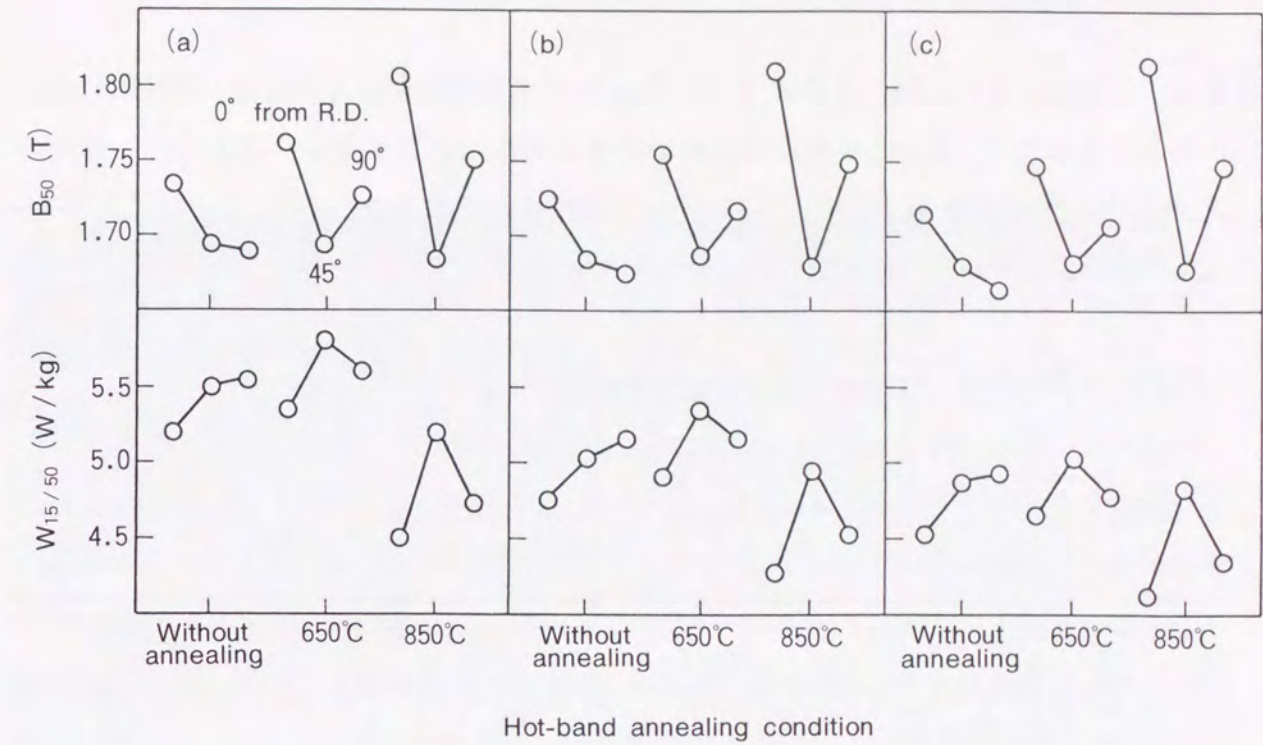 (a)
(b)
(c)
B50 (T)
1.80
1.75
1.70
0° from R.D.
90°
45°
W15/50 (W/kg)
5.5
5.0
4.5
Without annealing
650℃
850℃
Without annealing
650℃
850℃
Without annealing
650℃
850℃
Hot-band annealing condition